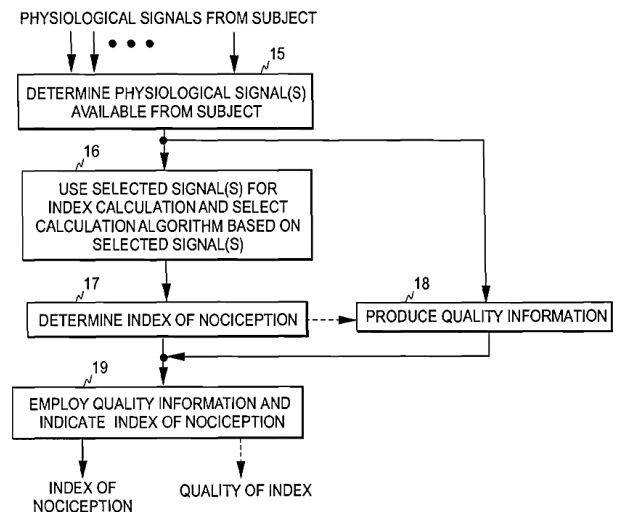 PHYSIOLOGICAL SIGNALS FROM SUBJECT
15
DETERMINE PHYSIOLOGICAL SIGNAL(S)
AVAILABLE FROM SUBJECT
16
USE SELECTED SIGNAL(S) FOR
INDEX CALCULATION AND SELECT
CALCULATION ALGORITHM BASED ON
SELECTED SIGNAL(S)
17
DETERMINE INDEX OF NOCICEPTION
18
PRODUCE QUALITY INFORMATION
19
EMPLOY QUALITY INFORMATION AND
INDICATE INDEX OF NOCICEPTION
INDEX OF
NOCICEPTION
QUALITY OF INDEX